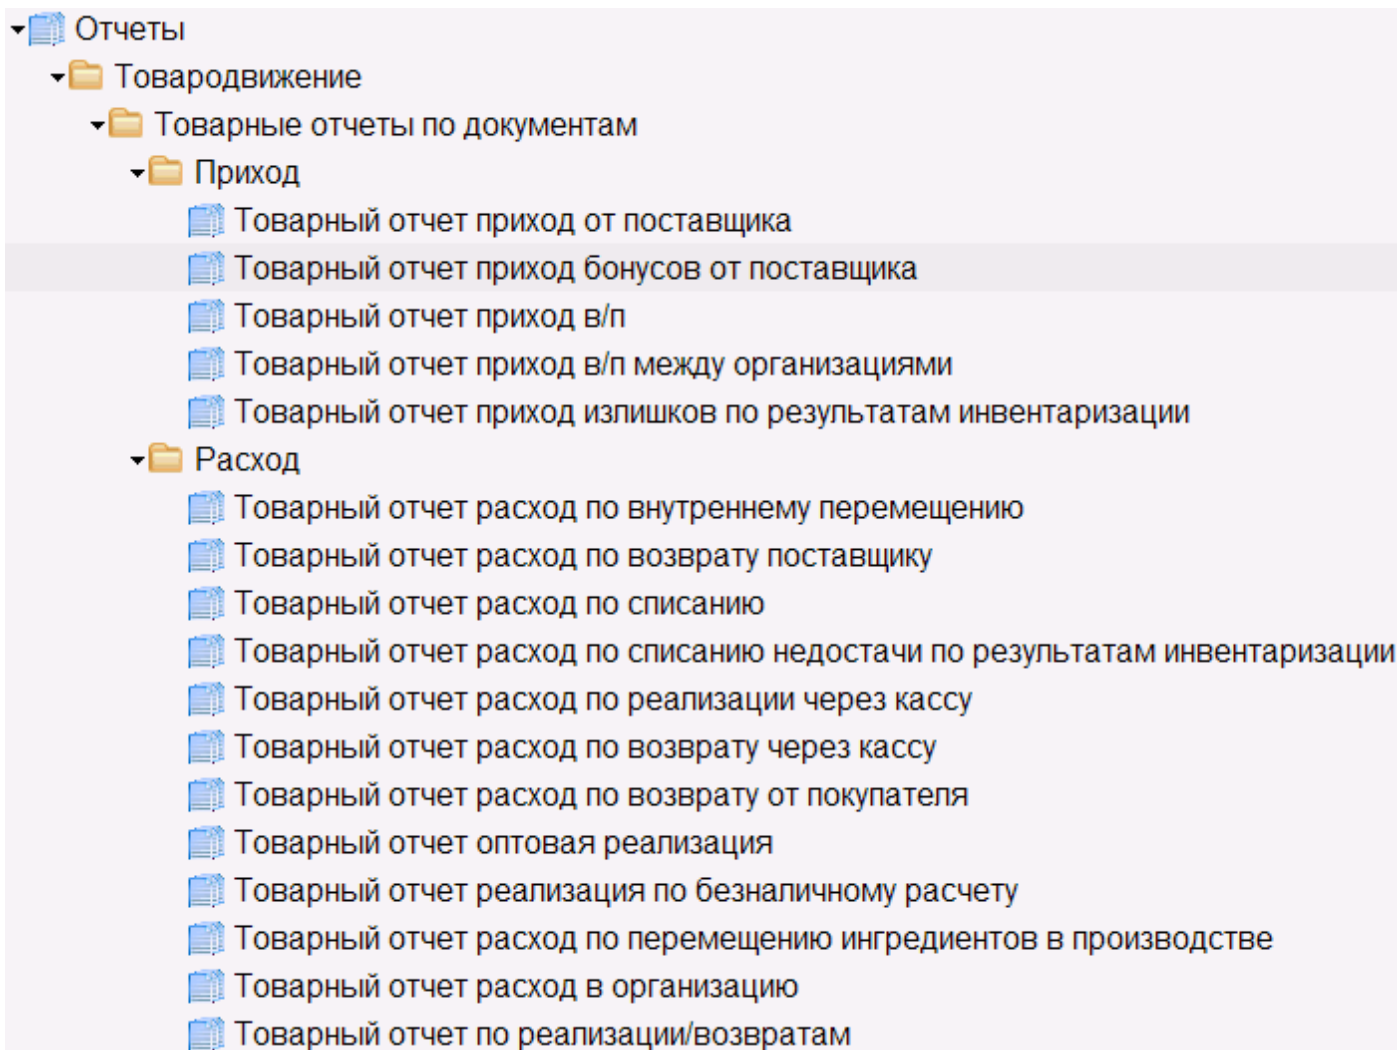 Отчеты
Товародвижение
Товарные отчеты по документам
Приход
Товарный отчет приход от поставщика
Товарный отчет приход бонусов от поставщика
Товарный отчет приход в/п
Товарный отчет приход в/п между организациями
Товарный отчет приход излишков по результатам инвентаризации
Расход
Товарный отчет расход по внутреннему перемещению
Товарный отчет расход по возврату поставщику
Товарный отчет расход по списанию
Товарный отчет расход по списанию недостачи по результатам инвентаризации
Товарный отчет расход по реализации через кассу
Товарный отчет расход по возврату через кассу
Товарный отчет расход по возврату от покупателя
Товарный отчет оптовая реализация
Товарный отчет реализация по безналичному расчету
Товарный отчет расход по перемещению ингредиентов в производстве
Товарный отчет расход в организацию
Товарный отчет по реализации/возвратам